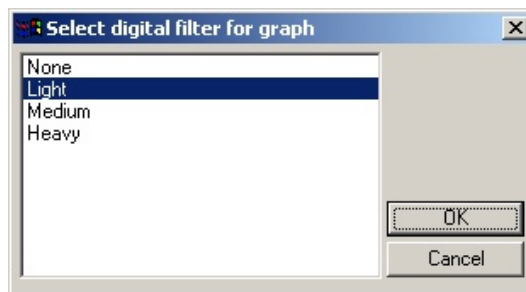 Select digital filter for graph
None
Light
Medium
Heavy
OK
Cancel